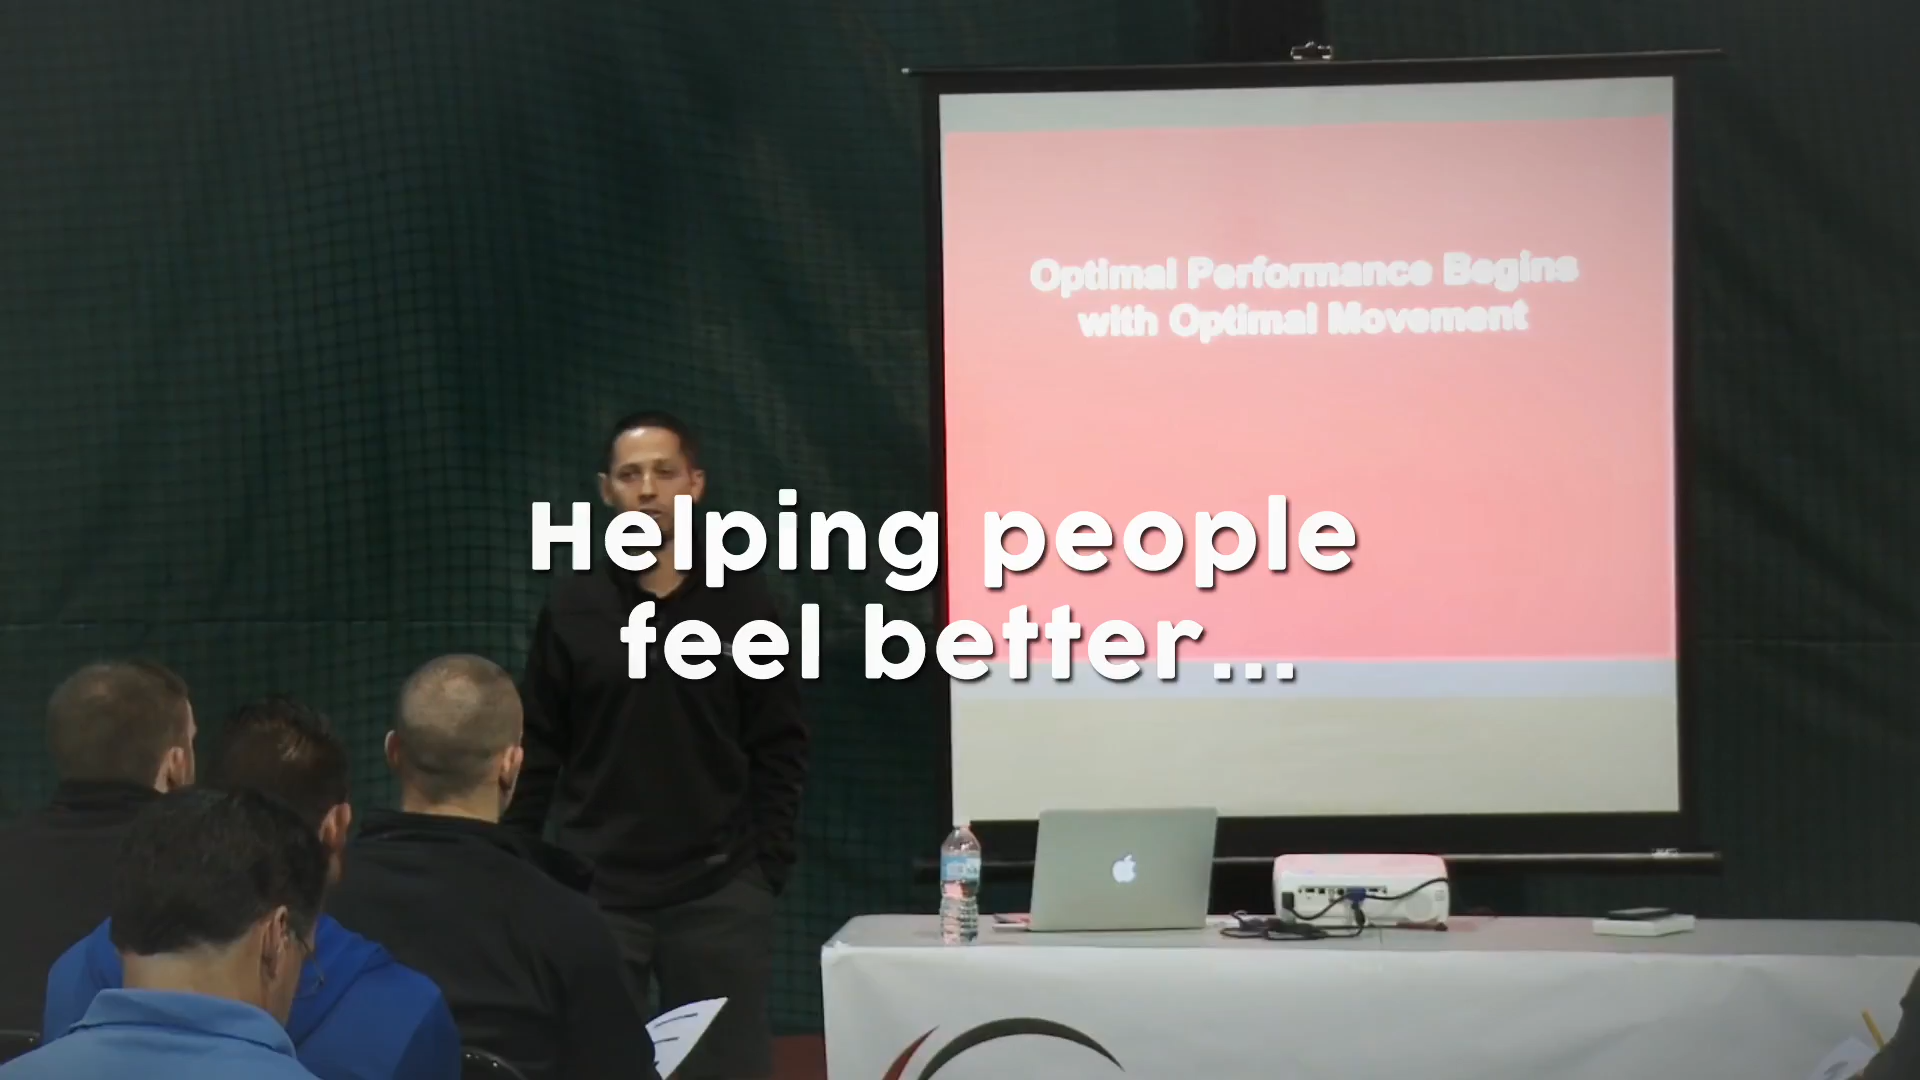 Optimal Performance Begins
with Optimal Movement
Helping people
feel better...